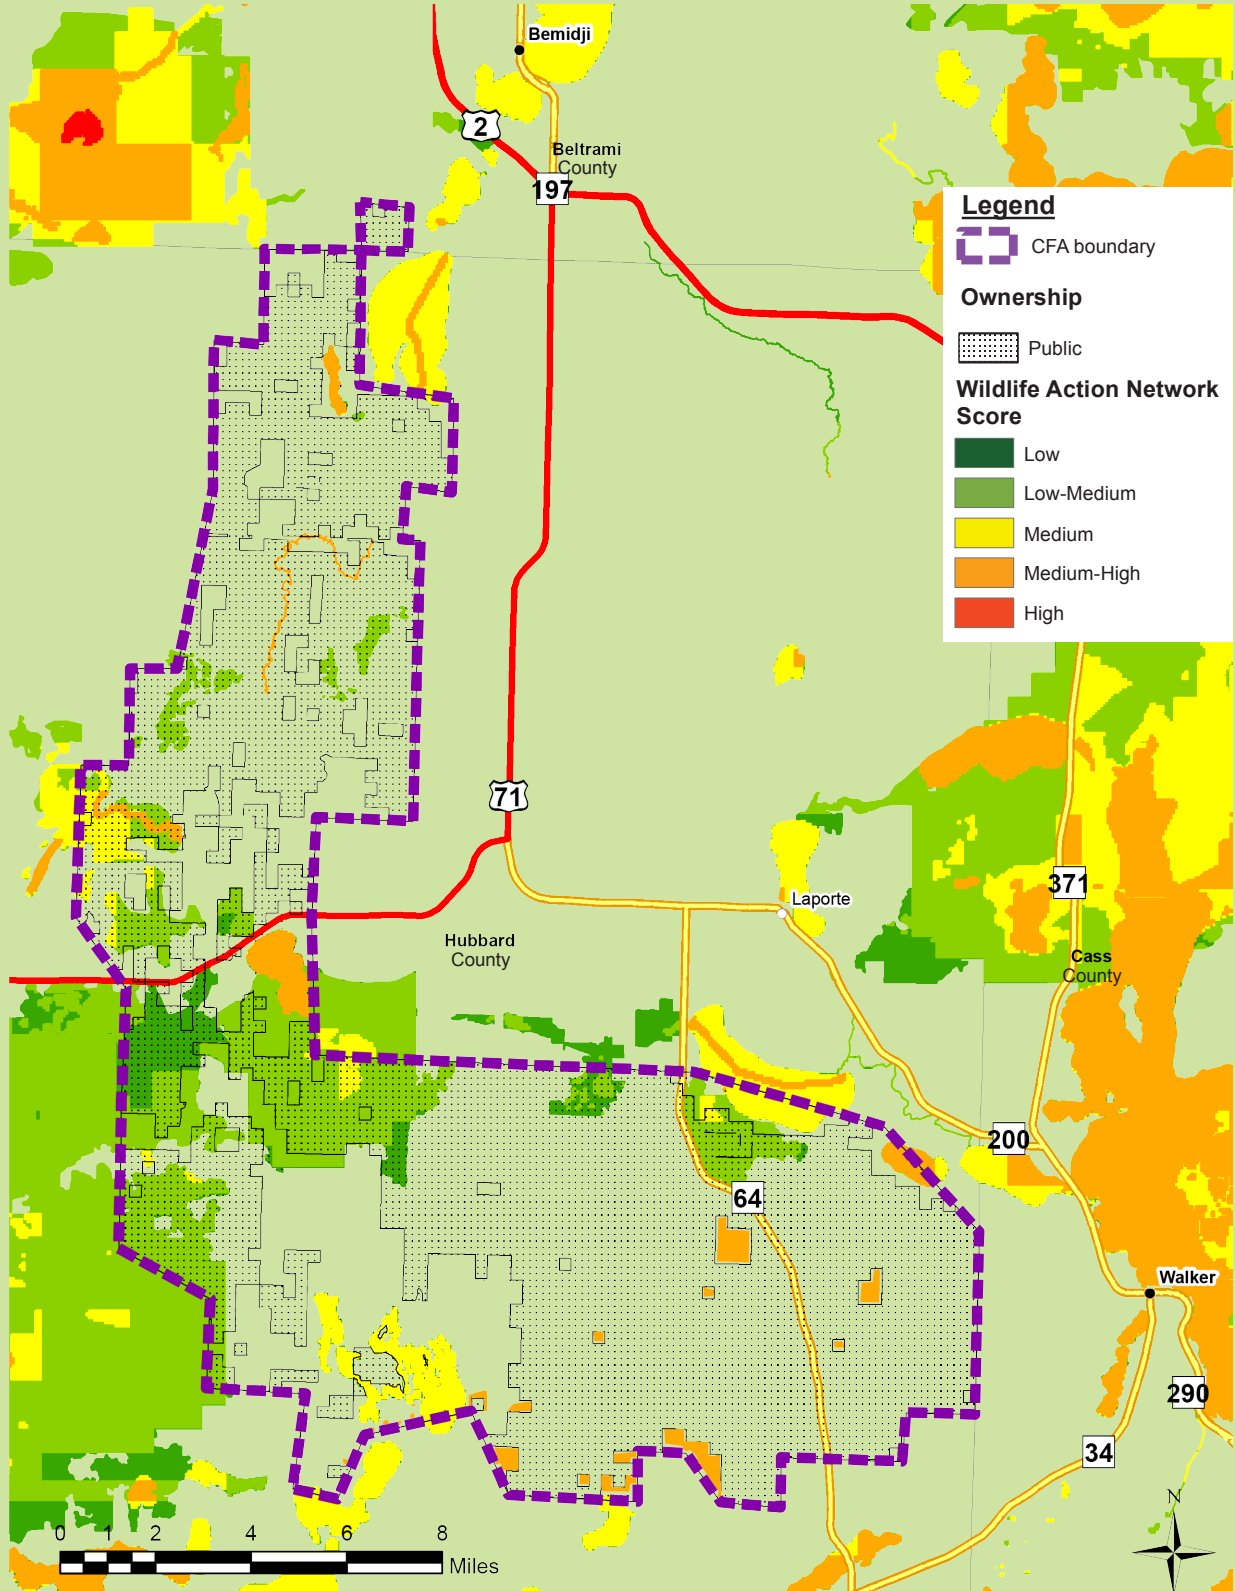 Bemidji
2
Beltrami
County
197
Legend
CFA boundary
Ownership
Public
Wildlife Action Network
Score
Low
Low-Medium
Medium
Medium-High
High
71
371
Laporte
Hubbard
County
Cass
County
200
64
Walker
290
34
N
0 1 2 4 6 8
Miles